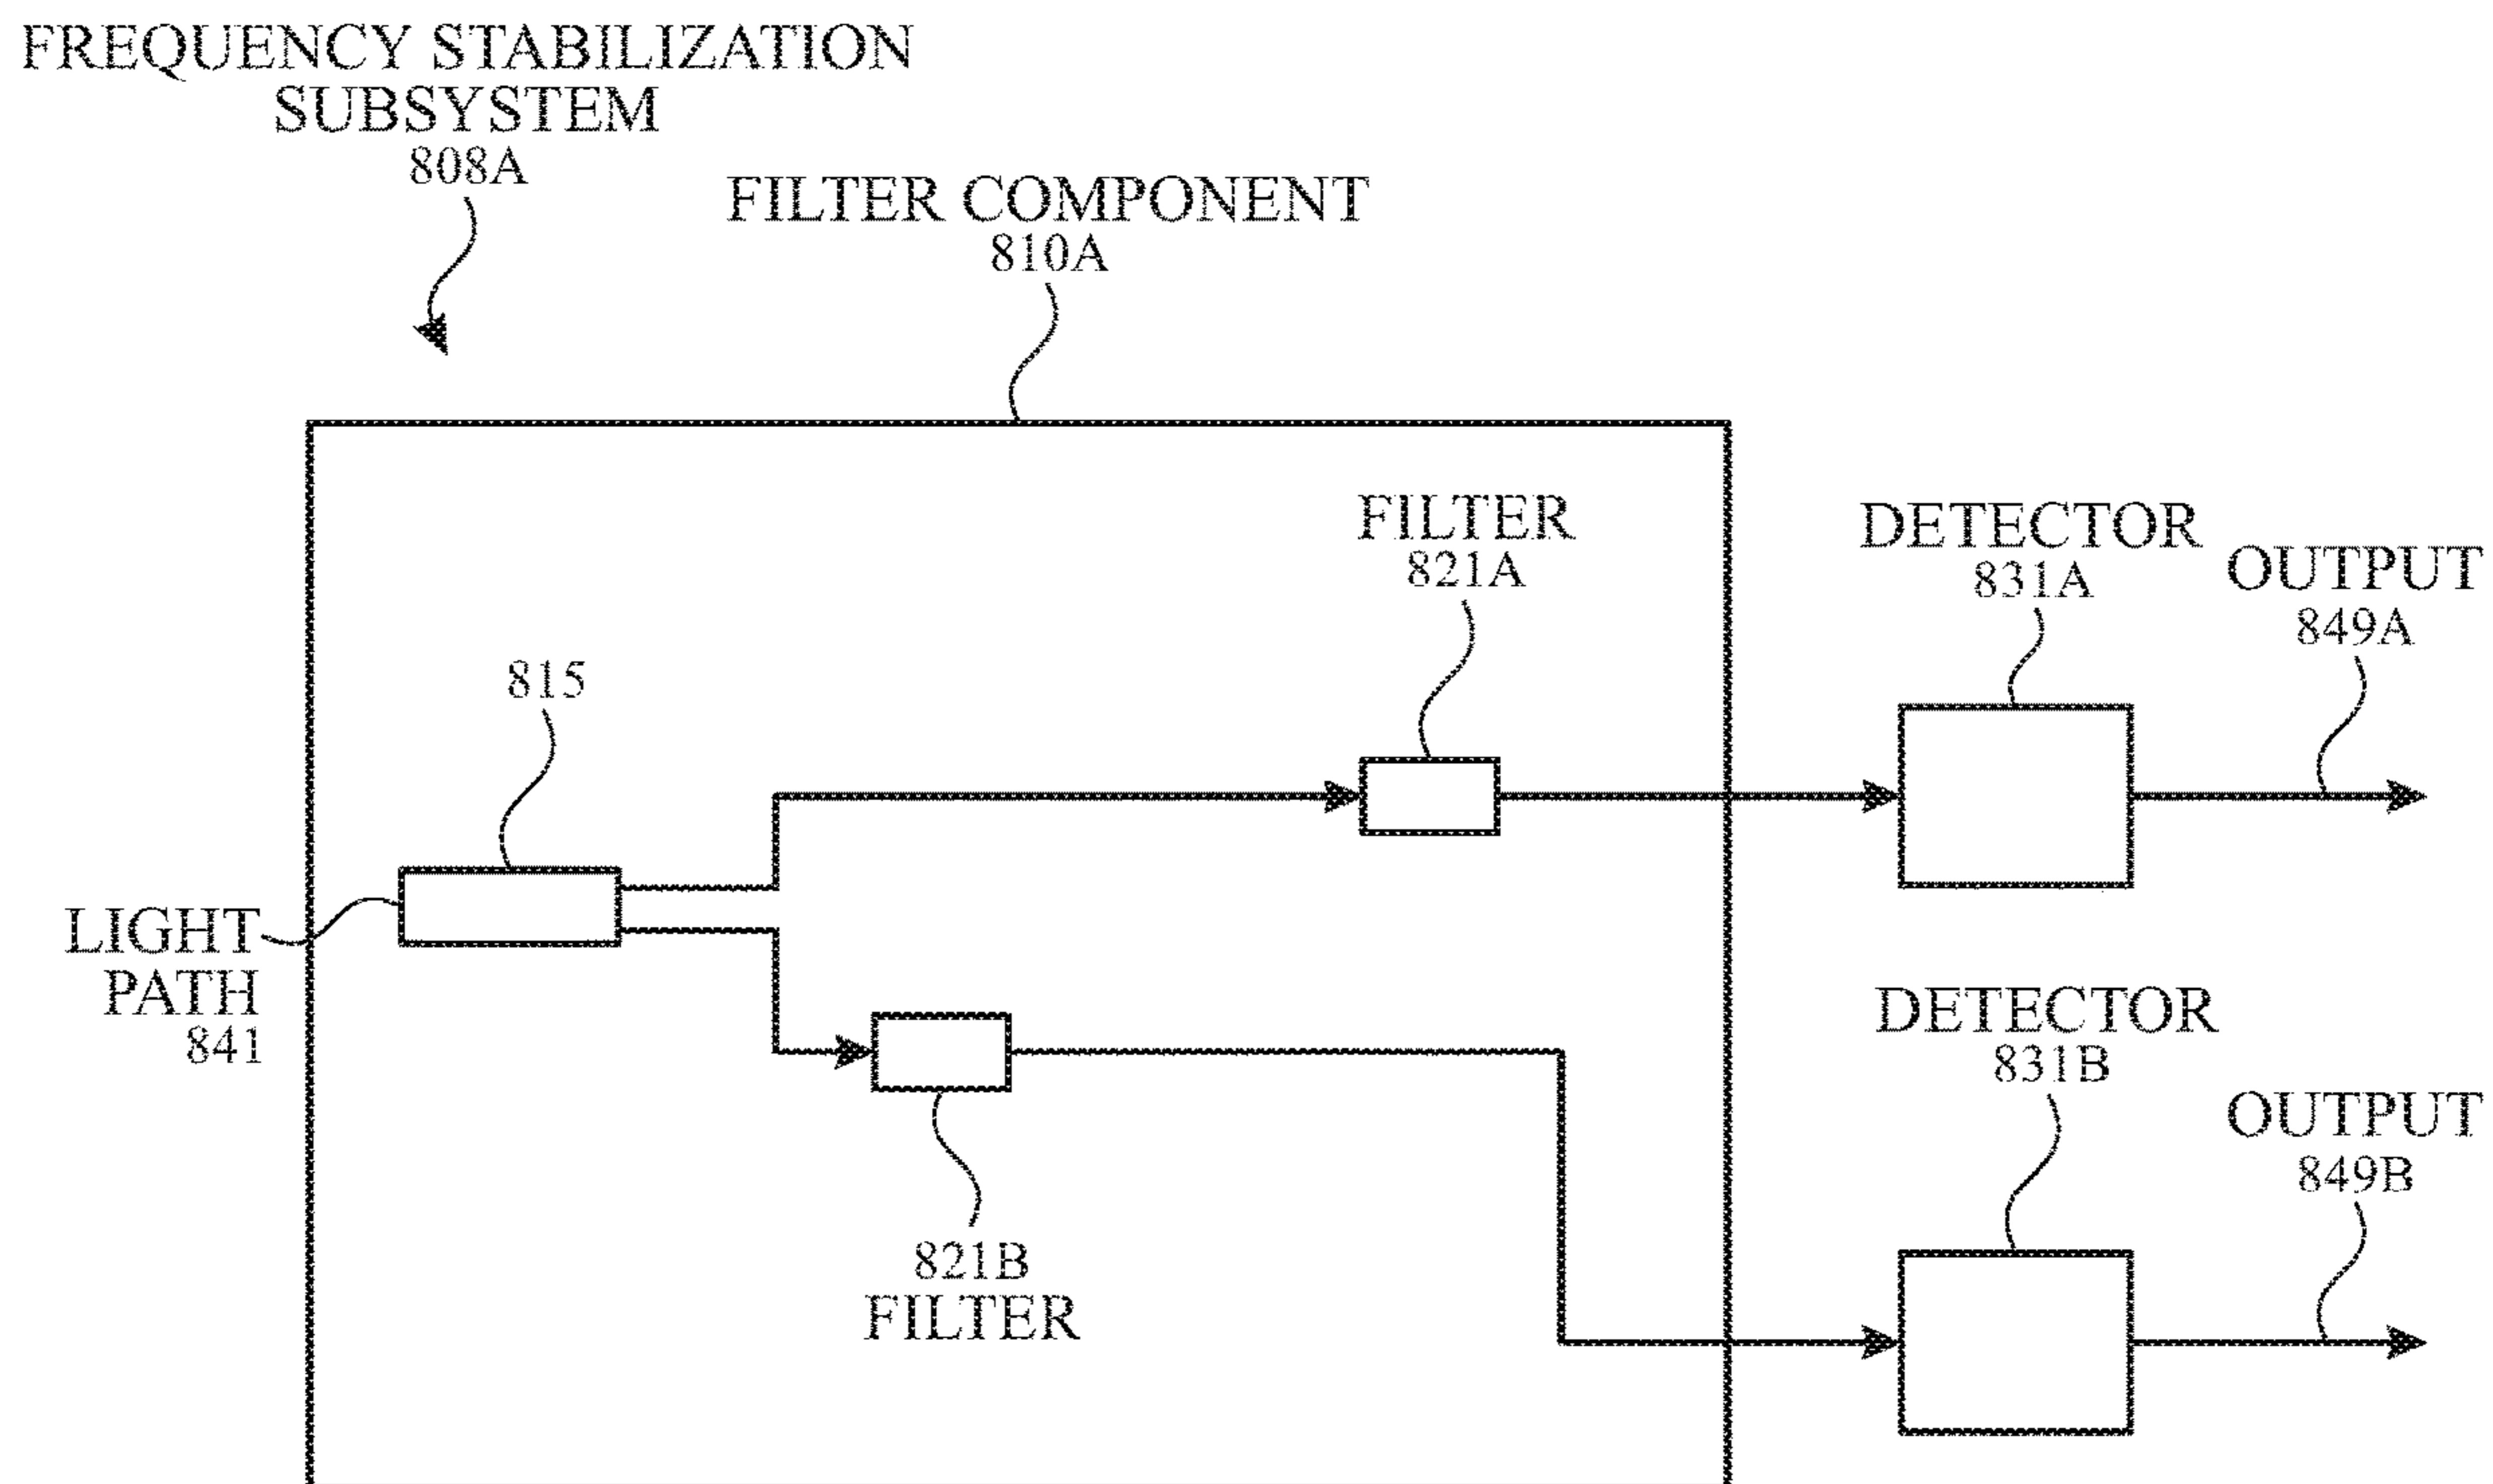 FREQUENCY STABILIZATION
SUBSYSTEM
808A
FILTER COMPONENT
810A
FILTER
821A
DETECTOR
831A
OUTPUT
849A
815
LIGHT
PATH
841
DETECTOR
831B
OUTPUT
849B
821B
FILTER